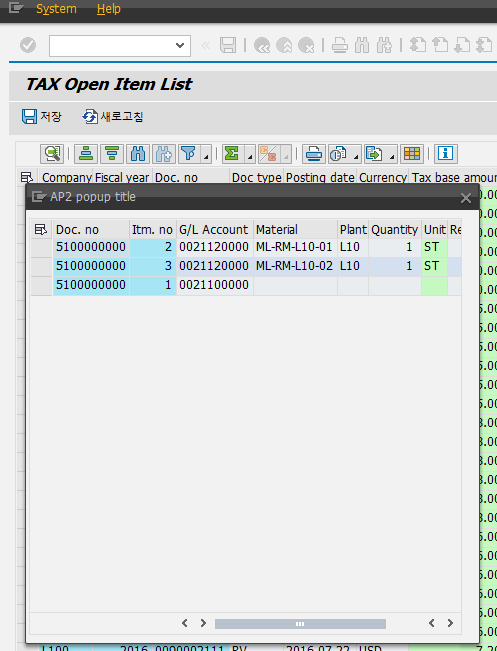 System Help
TAX Open Item List
저장 새로고침
Company Fiscal year Doc. no Doc type Posting date Currency Tax base amou
AP2 popup title
Doc. no Itm. no G/L Account Material Plant Quantity Unit Re
5100000000 2 0021120000 ML-RM-L10-01 L10 1 ST
5100000000 3 0021120000 ML-RM-L10-02 L10 1 ST
5100000000 1 0021100000
L100 2016 0000002111 RV 2016.07.22 USD 7.20